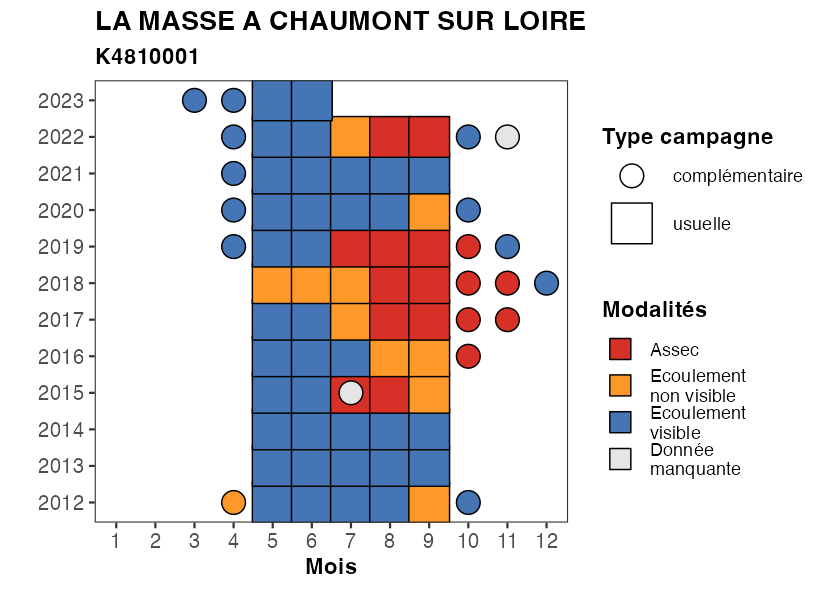 LA MASSE A CHAUMONT SUR LOIRE
K4810001
2023
2022
2021
2020
2019
2018
2017
2016
2015
2014
2013
2012
1 2 3 4 5 6 7 8 9 10 11 12
Mois
Type campagne
complémentaire
usuelle
Modalités
Assec
Ecoulement
non visible
Ecoulement
visible
Donnée
manquante